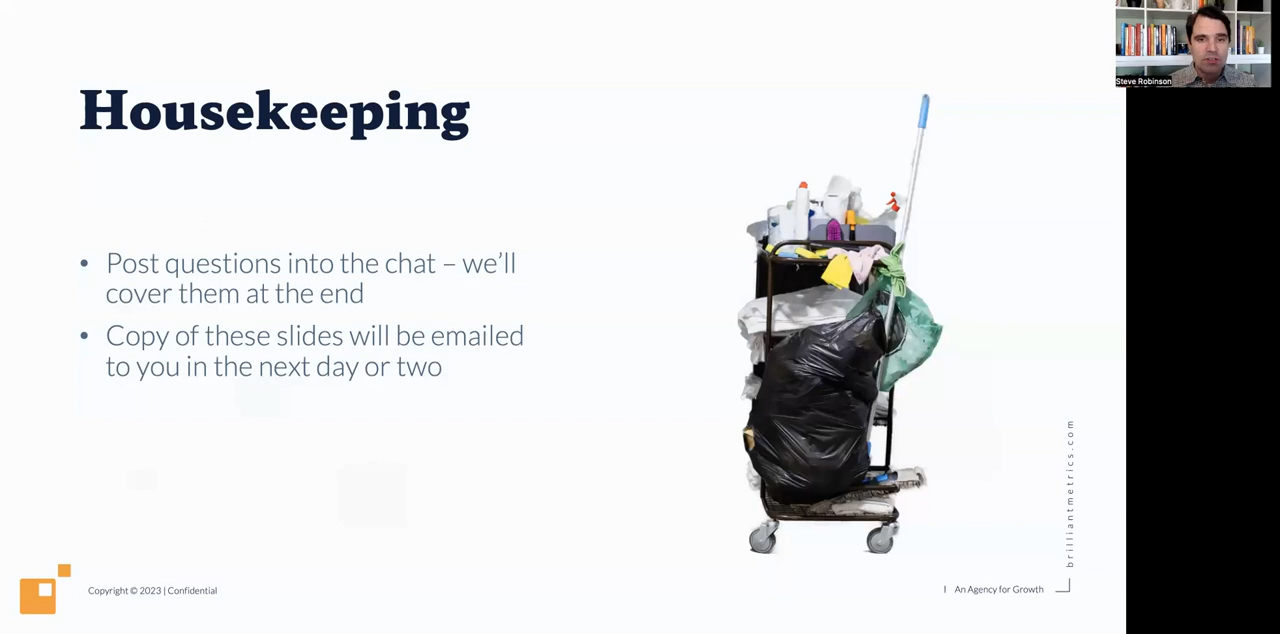 Steve Robinson
Housekeeping
• Post questions into the chat – we'll
cover them at the end
• Copy of these slides will be emailed
to you in the next day or two
brilliantmetrics.com
Copyright © 2023 | Confidential
| An Agency for Growth